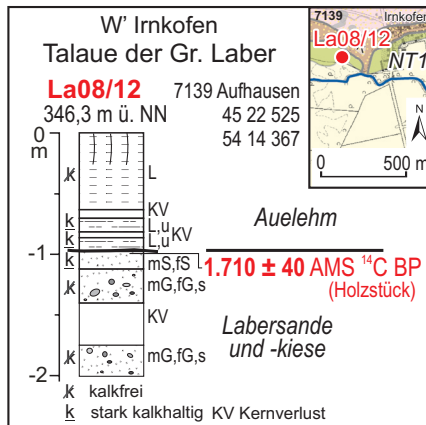 W' Irnkofen
Talaue der Gr. Laber
La08/12
7139 Aufhausen
346,3 m ü. NN
45 22 525
54 14 367
7139
Irnkofen
La08/12
NT1
N
0 500 m
0
m
k L
KV
k L,u
KV
k L,u
Auelehm
-1
k mS,fS
1.710 ± 40 AMS 14C BP
(Holzstück)
k mG,fG,s
KV
Labersande
und -kiese
k mG,fG,s
-2
k kalkfrei
k stark kalkhaltig KV Kernverlust